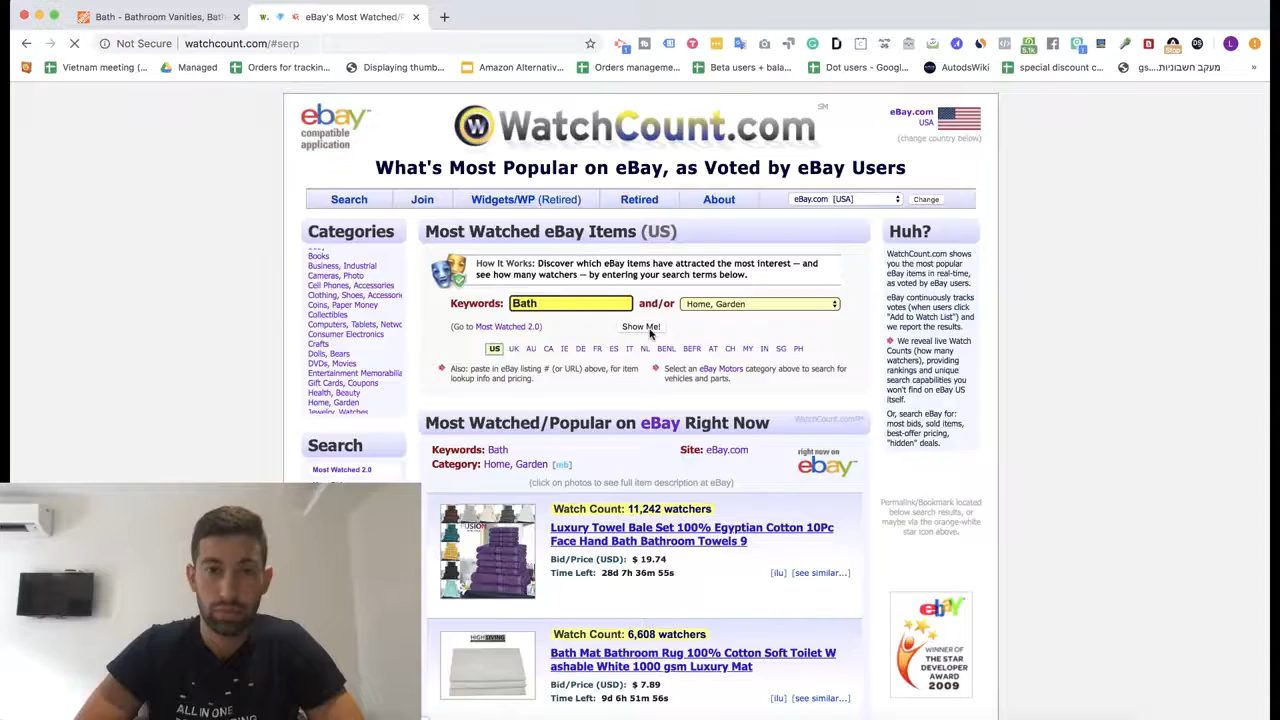 Bath - Bathroom Vanities, Bath
eBay's Most Watched/P
Not Secure
watchcount.com/#serp
Vietnam meeting (...
Managed
Orders for trackin...
Displaying thumb...
Amazon Alternativ...
Orders manageme...
Beta users + bala...
Dot users - Googl...
AutodsWiki
special discount c...
מעקב חשבוניות...gs
»
ebay
compatible
application
WatchCount.com
SM
eBay.com
USA
(change country below)
What's Most Popular on eBay, as Voted by eBay Users
Search
Join
Widgets/WP (Retired)
Retired
About
eBay.com [USA]
Change
Categories
Books
Business, Industrial
Cameras, Photo
Cell Phones, Accessories
Clothing, Shoes, Accessorie
Coins, Paper Money
Collectibles
Computers, Tablets, Netwo
Consumer Electronics
Crafts
Dolls, Bears
DVDs, Movies
Entertainment Memorabilia
Gift Cards, Coupons
Health, Beauty
Home, Garden
Jewelry, Watches
Search
Most Watched 2.0
Most Watched eBay Items (US)
How It Works: Discover which eBay items have attracted the most interest -- and
see how many watchers -- by entering your search terms below.
Keywords: Bath and/or Home, Garden
(Go to Most Watched 2.0)
Show Me!
US UK AU CA IE DE FR ES IT NL BENL BEFR AT CH MY IN SG PH
Also: paste in eBay listing # (or URL) above, for item
lookup info and pricing.
Select an eBay Motors category above to search for
vehicles and parts.
Most Watched/Popular on eBay Right Now
WatchCount.com
Keywords: Bath
Site: eBay.com
Category: Home, Garden [mb]
right now on
ebay
(click on photos to see full item description at eBay)
Watch Count: 11,242 watchers
Luxury Towel Bale Set 100% Egyptian Cotton 10Pc
Face Hand Bath Bathroom Towels 9
Bid/Price (USD): $ 19.74
Time Left: 28d 7h 36m 55s
[ilu] [see similar...]
Watch Count: 6,608 watchers
Bath Mat Bathroom Rug 100% Cotton Soft Toilet W
ashable White 1000 gsm Luxury Mat
Bid/Price (USD): $ 7.89
Time Left: 9d 6h 51m 56s
[ilu] [see similar...]
Huh?
WatchCount.com shows
you the most popular
eBay items in real-time,
as voted by eBay users.
eBay continuously tracks
votes (when users click
"Add to Watch List") and
we report the results.
We reveal live Watch
Counts (how many
watchers), providing
rankings and unique
search capabilities you
won't find on eBay US
itself.
Or, search eBay for:
most bids, sold items,
best-offer pricing,
"hidden" deals.
Permalink/Bookmark located
below search results, or
maybe via the orange-white
star icon above.
eBay
WINNER OF
THE STAR
DEVELOPER
AWARD
2009
ALL IN ONE